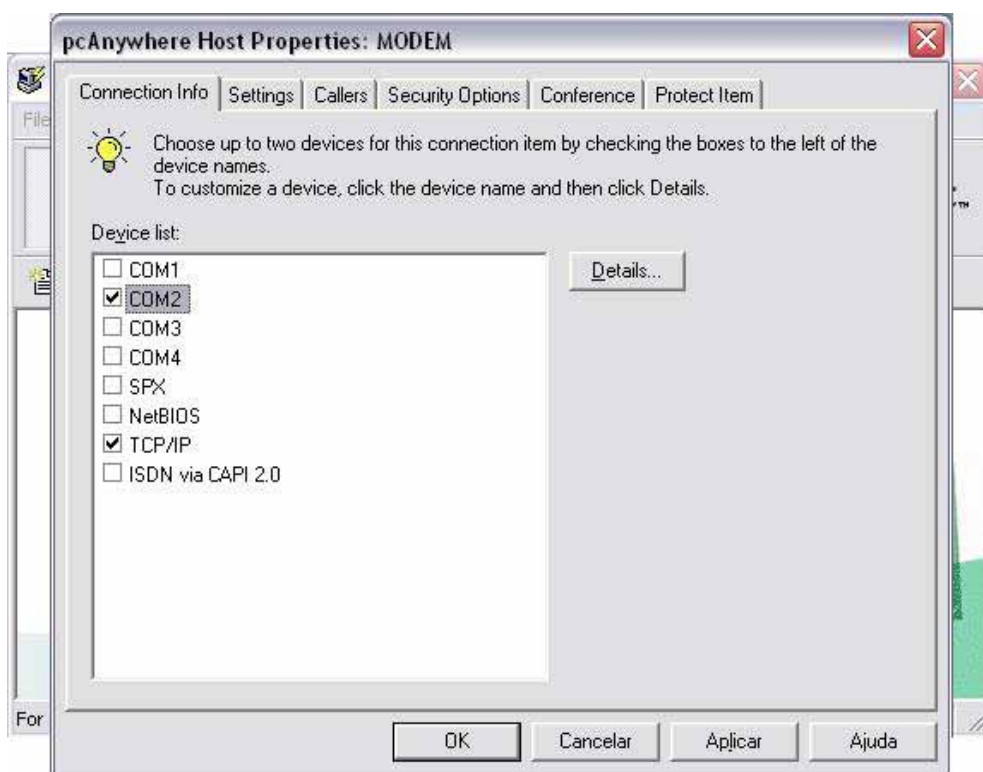 pcAnywhere Host Properties: MODEM
Connection Info Settings Callers Security Options Conference Protect Item
File
Choose up to two devices for this connection item by checking the boxes to the left of the
device names.
To customize a device, click the device name and then click Details.
TM
Device list:
COM1
Details...
COM2
COM3
COM4
SPX
NetBIOS
TCP/IP
ISDN via CAPI 2.0
For
OK Cancelar Aplicar Ajuda